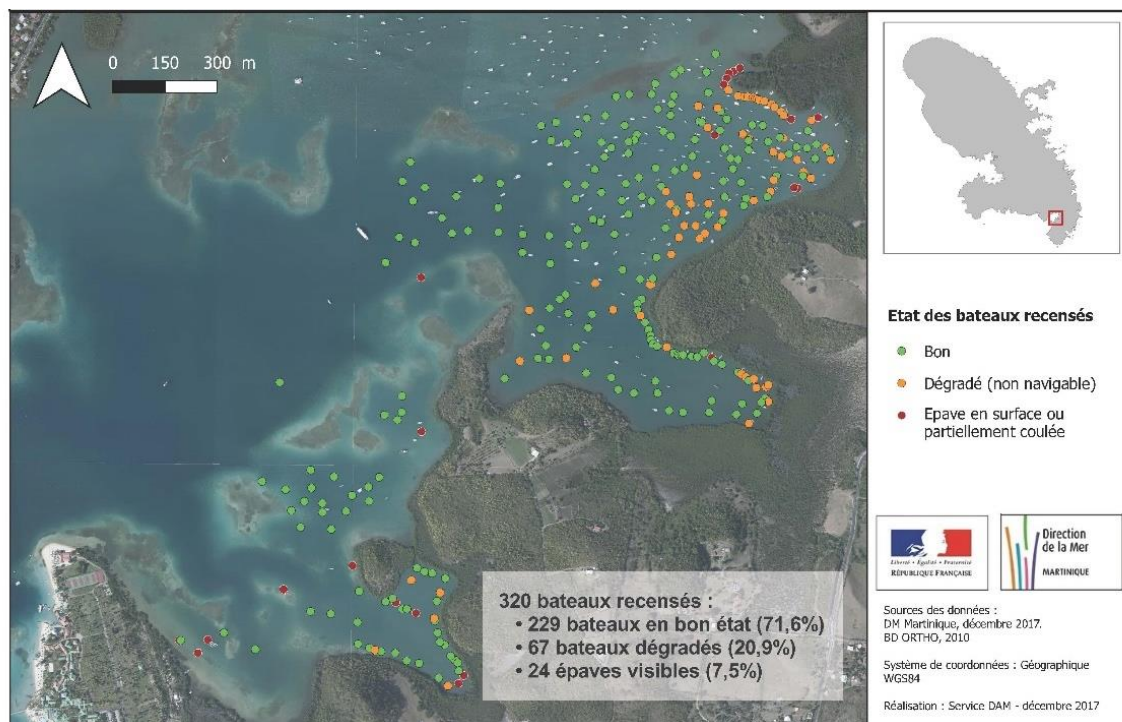 0 150 300 m
320 bateaux recensés :
• 229 bateaux en bon état (71,6%)
• 67 bateaux dégradés (20,9%)
• 24 épaves visibles (7,5%)
Etat des bateaux recensés
Bon
Dégradé (non navigable)
Epave en surface ou
partiellement coulée
Liberté • Égalité • Fraternité
RÉPUBLIQUE FRANÇAISE
Direction
de la Mer
MARTINIQUE
Sources des données :
DM Martinique, décembre 2017.
BD ORTHO, 2010
Système de coordonnées : Géographique
WGS84
Réalisation : Service DAM - décembre 2017